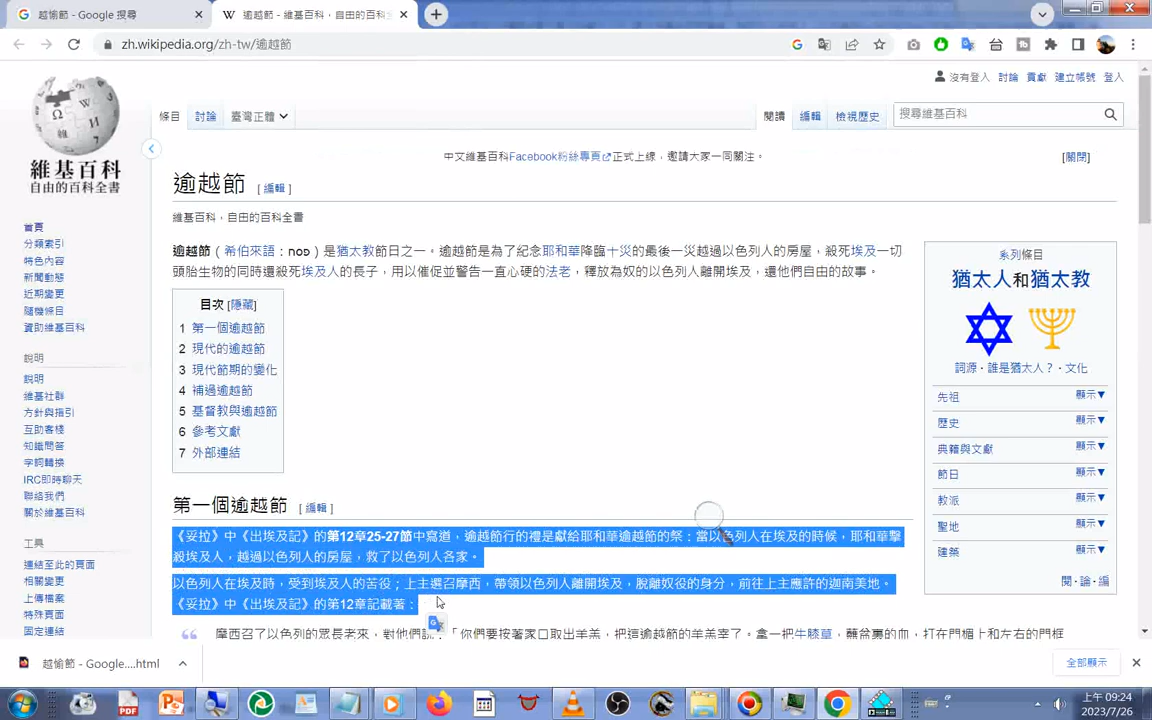 越愉節 - Google 搜尋
逾越節 - 維基百科，自由的百科全
zh.wikipedia.org/zh-tw/逾越節
沒有登入 討論 貢獻 建立帳號 登入
條目 討論 臺灣正體 閱讀 編輯 檢視歷史 搜尋維基百科
中文維基百科Facebook粉絲專頁正式上線，邀請大家一同關注。 [關閉]
維基百科
自由的百科全書
逾越節 [編輯]
維基百科，自由的百科全書
逾越節（希伯來語：פסח）是猶太教節日之一。逾越節是為了紀念耶和華降臨十災的最後一災越過以色列人的房屋，殺死埃及一切
頭胎生物的同時還殺死埃及人的長子，用以催促並警告一直心硬的法老，釋放為奴的以色列人離開埃及，還他們自由的故事。
目次 [隱藏]
1 第一個逾越節
2 現代的逾越節
3 現代節期的變化
4 補過逾越節
5 基督教與逾越節
6 參考文獻
7 外部連結
系列條目
猶太人和猶太教
詞源・誰是猶太人？・文化
先祖 顯示▼
歷史 顯示▼
典籍與文獻 顯示▼
節日 顯示▼
教派 顯示▼
聖地 顯示▼
建築 顯示▼
閱・論・編
首頁
分類索引
特色內容
新聞動態
近期變更
隨機條目
資助維基百科
說明
說明
維基社群
方針與指引
互助客棧
知識問答
字詞轉換
IRC即時聊天
聯絡我們
關於維基百科
工具
連結至此的頁面
相關變更
上傳檔案
特殊頁面
固定連結
第一個逾越節 [編輯]
《妥拉》中《出埃及記》的第12章25-27節中寫道，逾越節行的禮是獻給耶和華逾越節的祭；當以色列人在埃及的時候，耶和華擊
殺埃及人，越過以色列人的房屋，救了以色列人各家。
以色列人在埃及時，受到埃及人的苦役；上主選召摩西，帶領以色列人離開埃及，脫離奴役的身分，前往上主應許的迦南美地。
《妥拉》中《出埃及記》的第12章記載著：
摩西召了以色列的眾長老來，對他們說：「你們要按著家口取出羊羔，把這逾越節的羊羔宰了。拿一把牛膝草，蘸盆裏的血，打在門楣上和左右的門框
越愉節 - Google....html
全部顯示
上午 09:24
2023/7/26